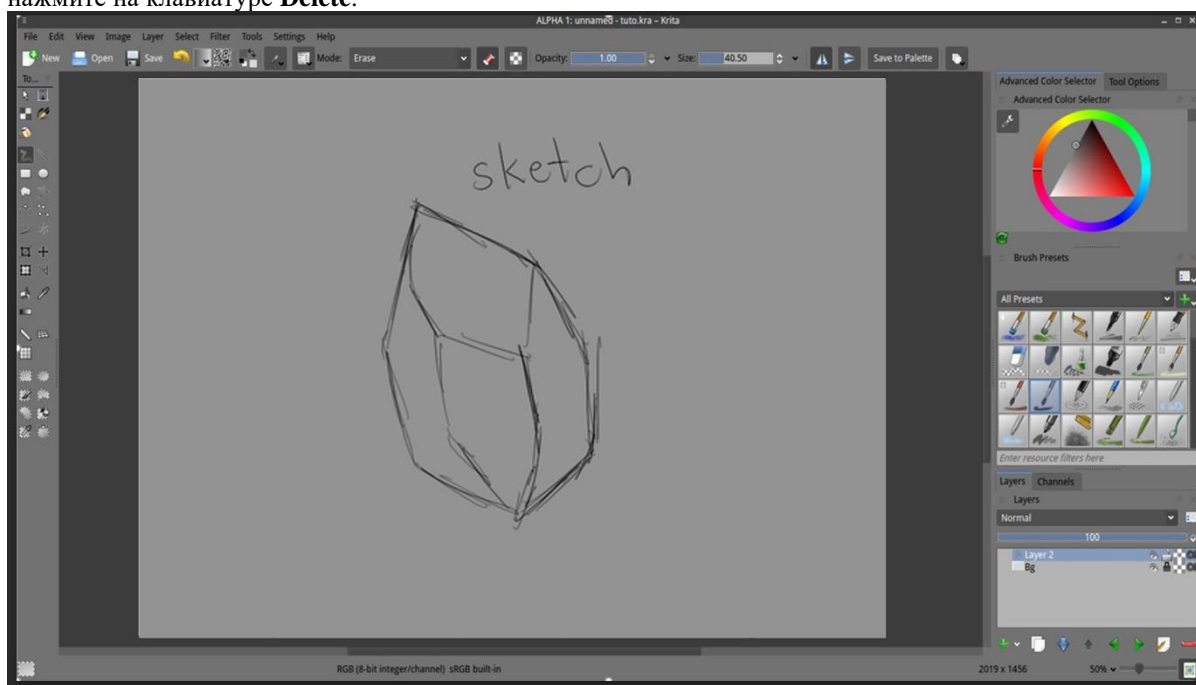 нажмите на клавиатуре Delete.
ALPHA 1: unnamed - tuto.kra – Krita
File Edit View Image Layer Select Filter Tools Settings Help
New Open Save Mode: Erase Opacity: 1.00 Size: 40.50 Save to Palette
To...
Advanced Color Selector Tool Options
Advanced Color Selector
sketch
Brush Presets
All Presets
Enter resource filters here
Layers Channels
Layers
Normal
100
Layer 2
Bg
RGB (8-bit integer/channel) sRGB built-in 2019 x 1456 50%